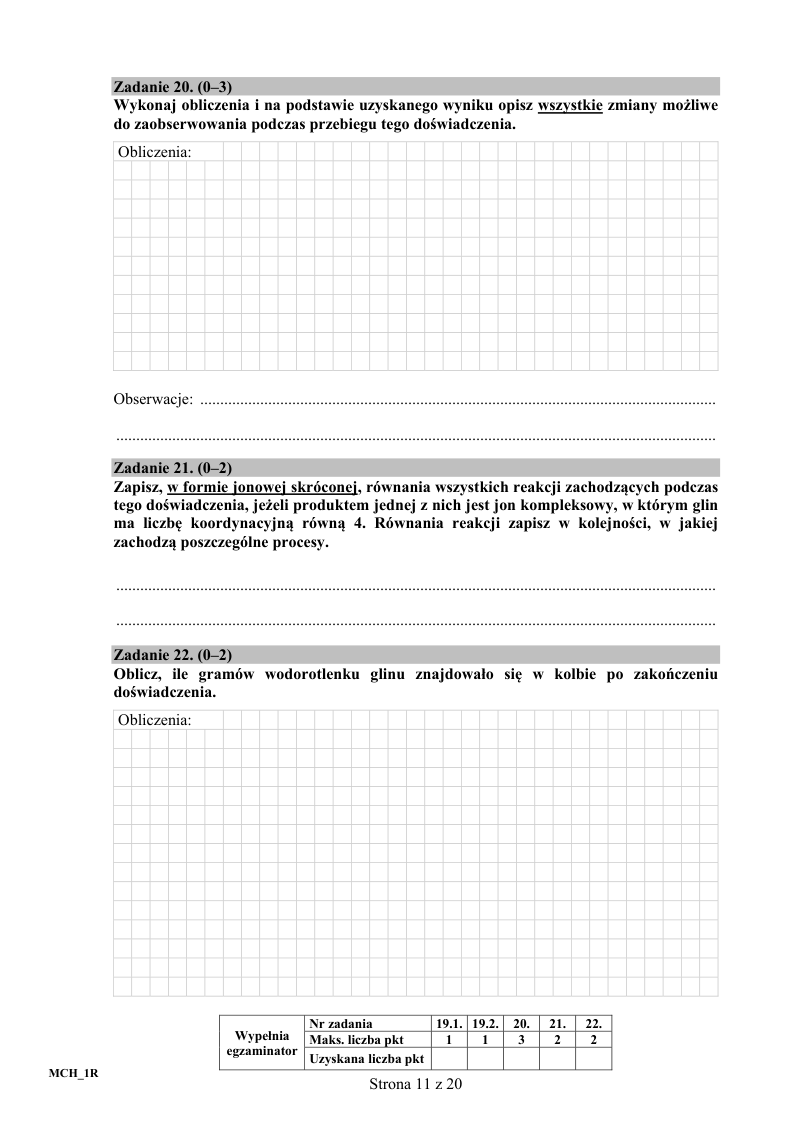 Zadanie 20. (0–3)
Wykonaj obliczenia i na podstawie uzyskanego wyniku opisz wszystkie zmiany możliwe
do zaobserwowania podczas przebiegu tego doświadczenia.
Obliczenia:
Obserwacje: ..................................................................................................................................
......................................................................................................................................................
Zadanie 21. (0–2)
Zapisz, w formie jonowej skróconej, równania wszystkich reakcji zachodzących podczas
tego doświadczenia, jeżeli produktem jednej z nich jest jon kompleksowy, w którym glin
ma liczbę koordynacyjną równą 4. Równania reakcji zapisz w kolejności, w jakiej
zachodzą poszczególne procesy.
......................................................................................................................................................
......................................................................................................................................................
Zadanie 22. (0–2)
Oblicz, ile gramów wodorotlenku glinu znajdowało się w kolbie po zakończeniu
doświadczenia.
Obliczenia:
Wypełnia egzaminator
Nr zadania 19.1. 19.2. 20. 21. 22.
Maks. liczba pkt 1 1 3 2 2
Uzyskana liczba pkt
MCH_1R
Strona 11 z 20